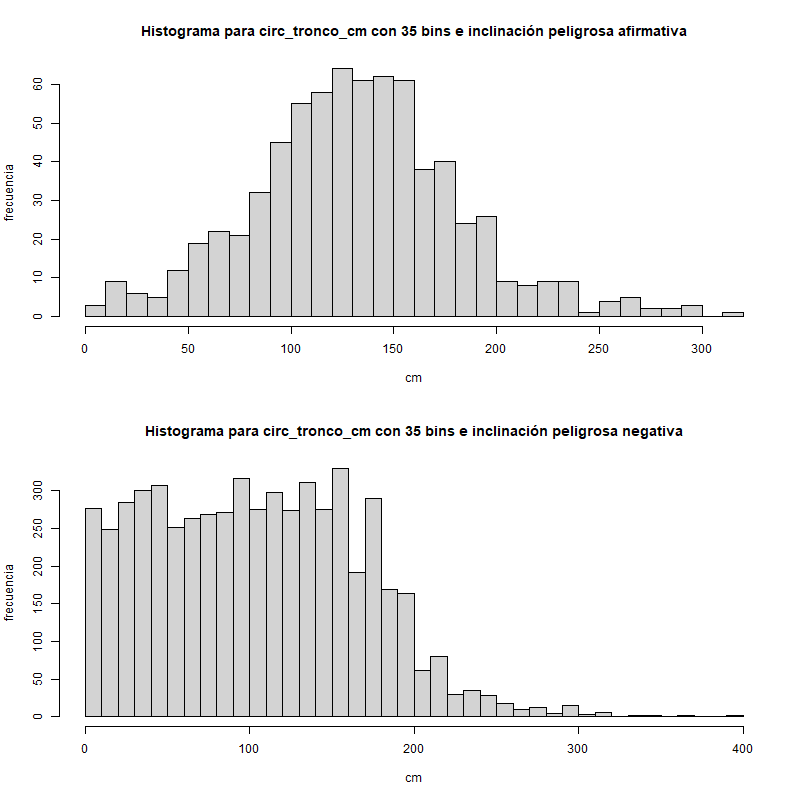 Histograma para circ_tronco_cm con 35 bins e inclinación peligrosa afirmativa
frecuencia
60
50
40
30
20
10
0
0 50 100 150 200 250 300
cm
Histograma para circ_tronco_cm con 35 bins e inclinación peligrosa negativa
frecuencia
300
250
200
150
100
50
0
0 100 200 300 400
cm